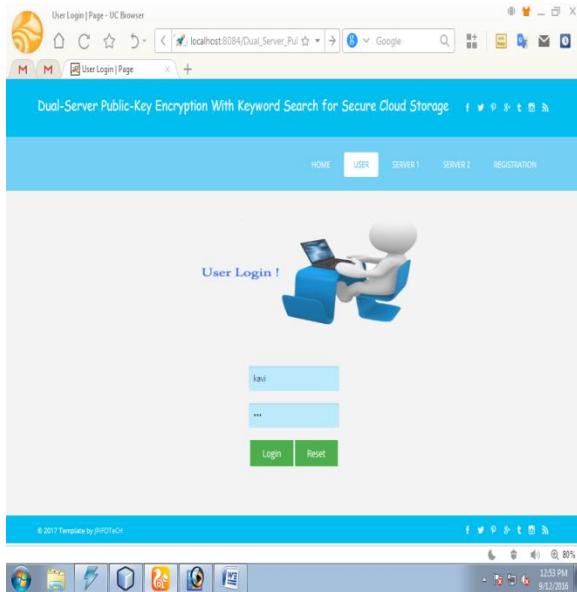 User Login | Page - UC Browser
localhost:8084/Dual_Server_Pul
Google
M M User Login | Page
Dual-Server Public-Key Encryption With Keyword Search for Secure Cloud Storage
HOME USER SERVER 1 SERVER 2 REGISTRATION
User Login !
kavi
•••
Login Reset
© 2017 Template by
80%
12:53 PM
9/12/2016